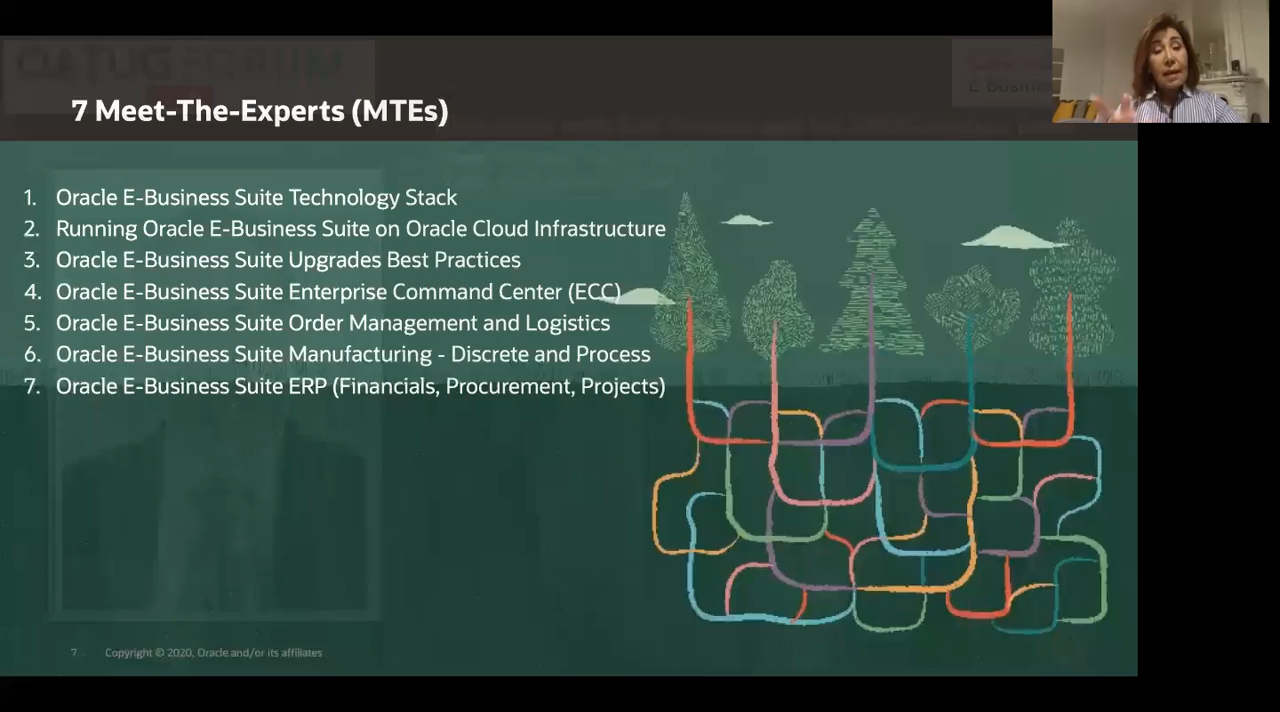 OATUG FORUM
E-Busine
7 Meet-The-Experts (MTEs)
1. Oracle E-Business Suite Technology Stack
2. Running Oracle E-Business Suite on Oracle Cloud Infrastructure
3. Oracle E-Business Suite Upgrades Best Practices
4. Oracle E-Business Suite Enterprise Command Center (ECC)
5. Oracle E-Business Suite Order Management and Logistics
6. Oracle E-Business Suite Manufacturing - Discrete and Process
7. Oracle E-Business Suite ERP (Financials, Procurement, Projects)
7 Copyright © 2020, Oracle and/or its affiliates